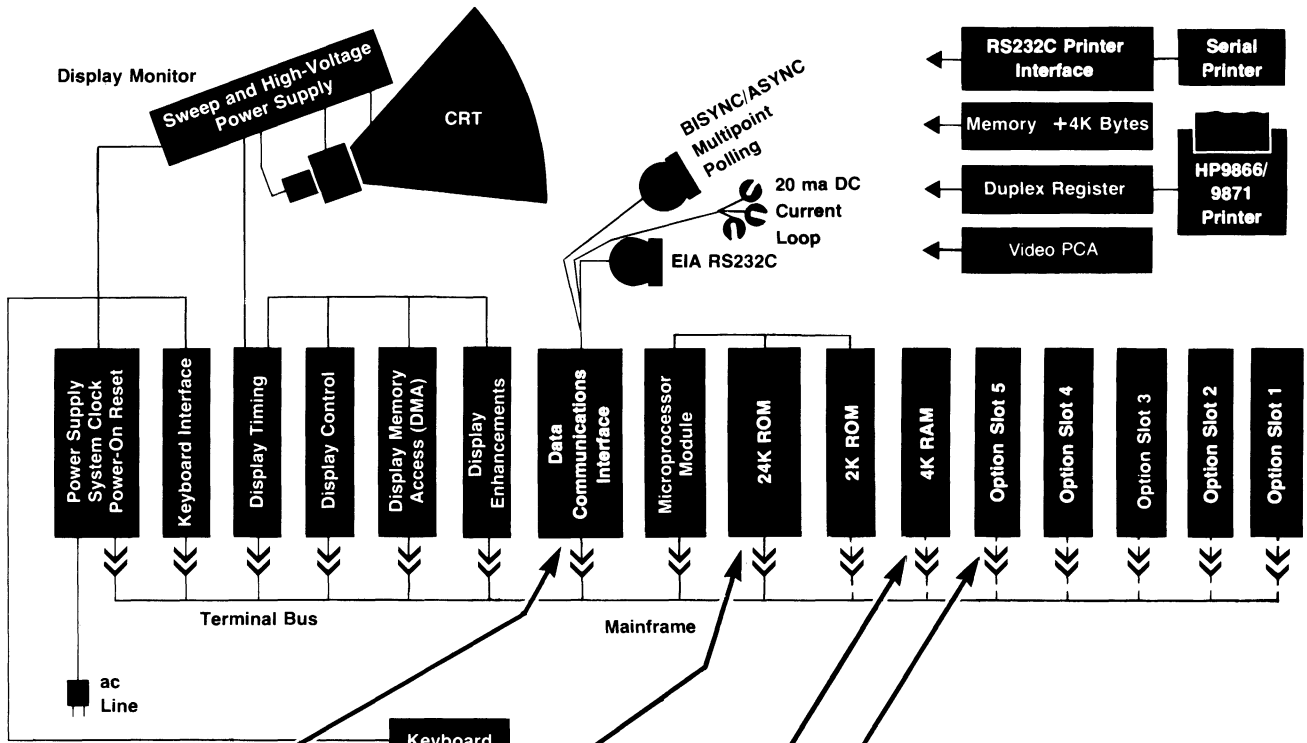 Display Monitor
Sweep and High-Voltage
Power Supply
CRT
BISYNC/ASYNC
Multipoint
Polling
20 ma DC
Current
Loop
EIA RS232C
RS232C Printer
Interface
Serial
Printer
Memory +4K Bytes
Duplex Register
HP9866/
9871
Printer
Video PCA
Power Supply
System Clock
Power-On Reset
Keyboard Interface
Display Timing
Display Control
Display Memory
Access (DMA)
Display
Enhancements
Data
Communications
Interface
Microprocessor
Module
24K ROM
2K ROM
4K RAM
Option Slot 5
Option Slot 4
Option Slot 3
Option Slot 2
Option Slot 1
Terminal Bus
Mainframe
ac
Line
Keyboard